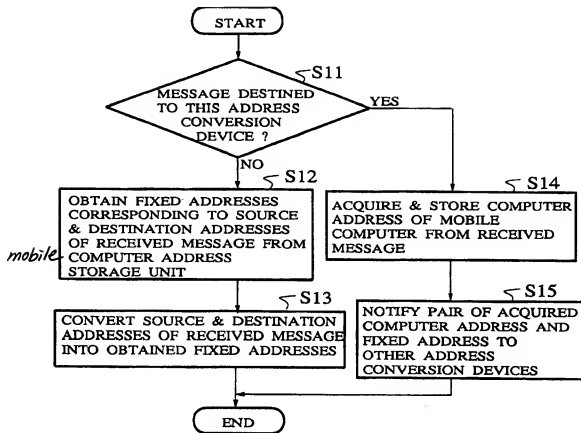 START
S11
MESSAGE DESTINED
TO THIS ADDRESS
CONVERSION
DEVICE ?
YES
NO
S12
OBTAIN FIXED ADDRESSES
CORRESPONDING TO SOURCE
& DESTINATION ADDRESSES
OF RECEIVED MESSAGE FROM
mobile COMPUTER ADDRESS
STORAGE UNIT
S13
CONVERT SOURCE & DESTINATION
ADDRESSES OF RECEIVED MESSAGE
INTO OBTAINED FIXED ADDRESSES
S14
ACQUIRE & STORE COMPUTER
ADDRESS OF MOBILE
COMPUTER FROM RECEIVED
MESSAGE
S15
NOTIFY PAIR OF ACQUIRED
COMPUTER ADDRESS AND
FIXED ADDRESS TO
OTHER ADDRESS
CONVERSION DEVICES
END